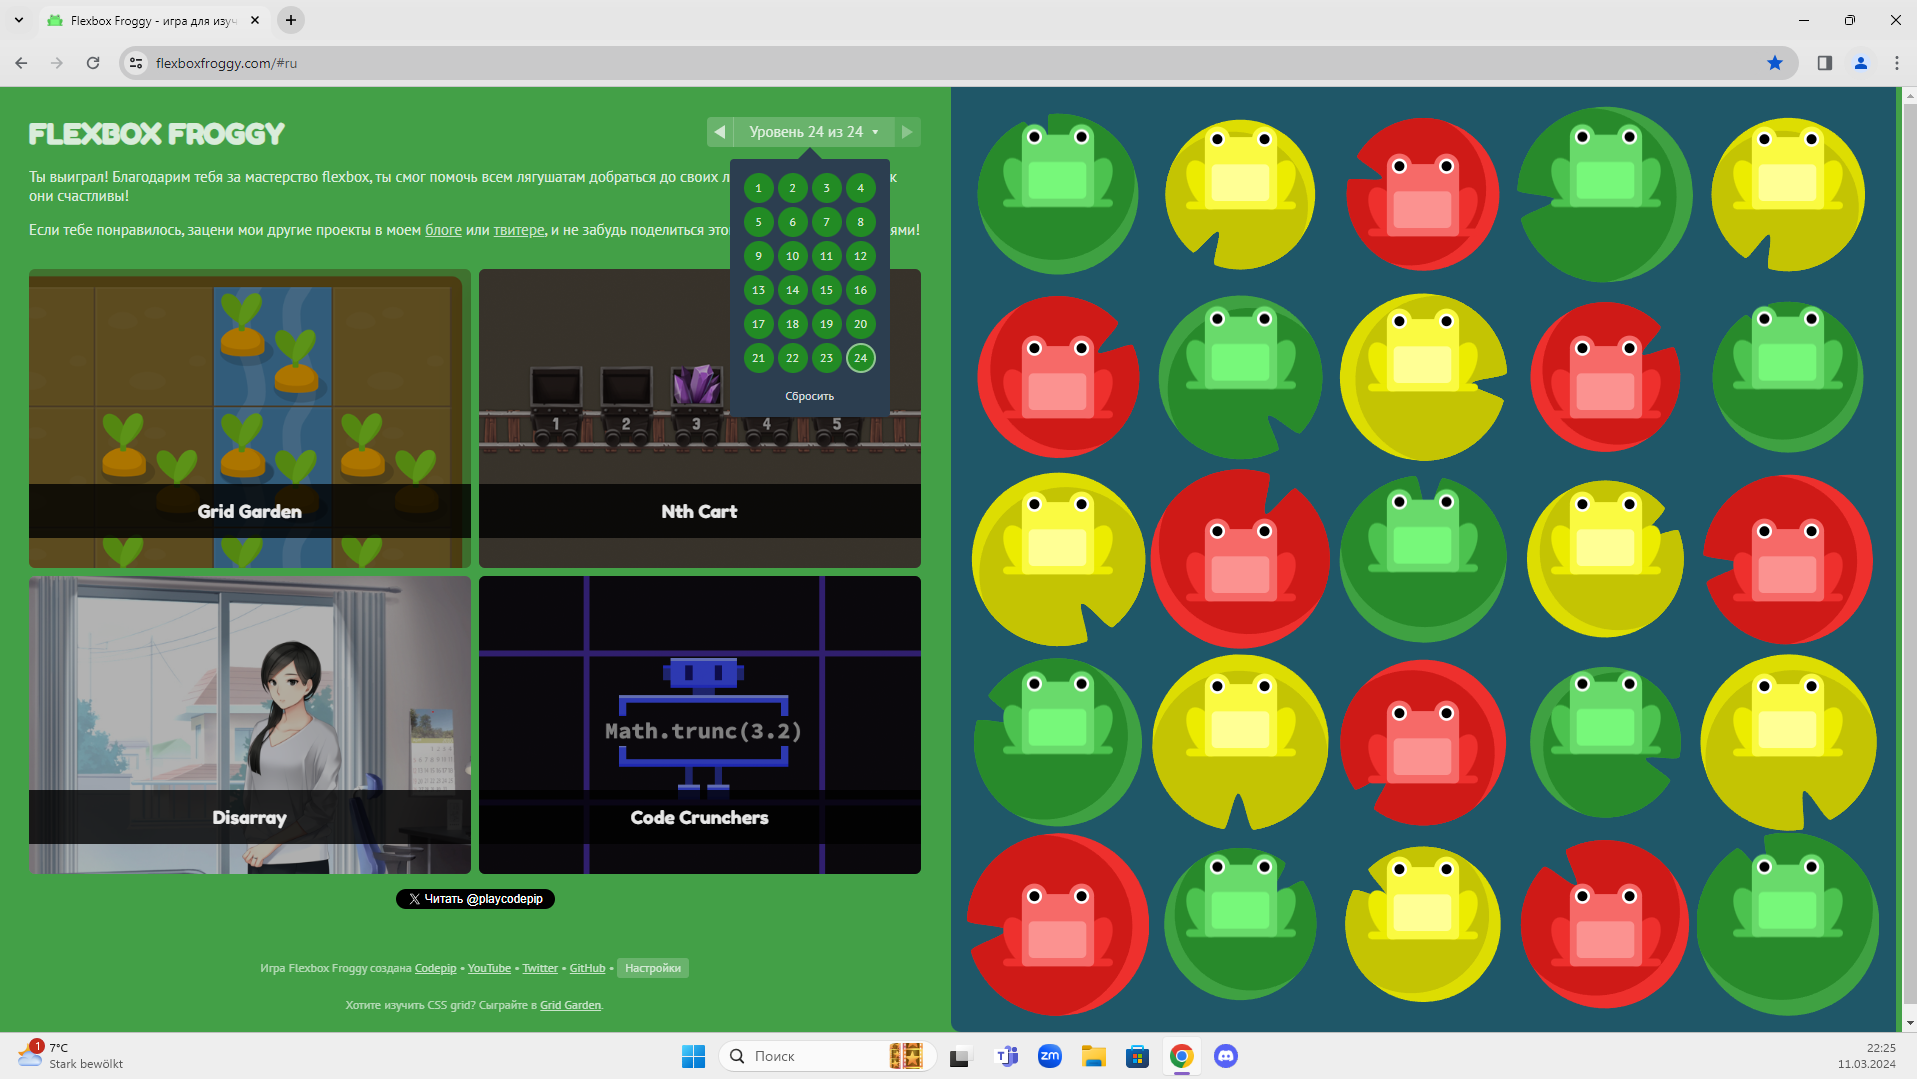 Flexbox Froggy - игра для изуч
flexboxfroggy.com/#ru
FLEXBOX FROGGY
Уровень 24 из 24
Ты выиграл! Благодарим тебя за мастерство flexbox, ты смог помочь всем лягушатам добраться до своих л
к
они счастливы!
Если тебе понравилось, зацени мои другие проекты в моем блоге или твитере, и не забудь поделиться это
ями!
1 2 3 4
5 6 7 8
9 10 11 12
13 14 15 16
17 18 19 20
21 22 23 24
Сбросить
1 2 3 4 5
Grid Garden
Nth Cart
Math.trunc(3.2)
Disarray
Code Crunchers
Читать @playcodepip
Игра Flexbox Froggy создана Codepip • YouTube • Twitter • GitHub • Настройки
Хотите изучить CSS grid? Сыграйте в Grid Garden.
1
7°C
Stark bewölkt
Поиск
zm
22:25
11.03.2024